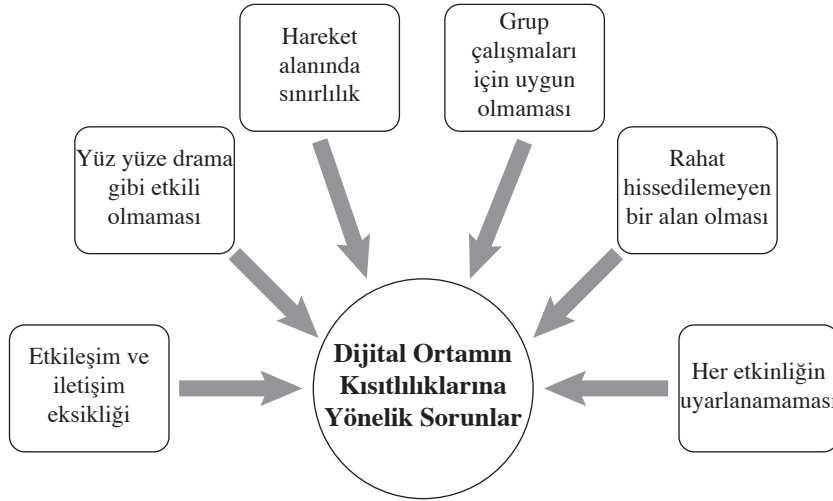 Hareket
alanında
sınırlılık
Grup
çalışmaları
için uygun
olmaması
Yüz yüze drama
gibi etkili
olmaması
Rahat
hissedilemeyen
bir alan olması
Etkileşim ve
iletişim
eksikliği
Dijital Ortamın
Kısıtlılıklarına
Yönelik Sorunlar
Her etkinliğin
uyarlanamaması